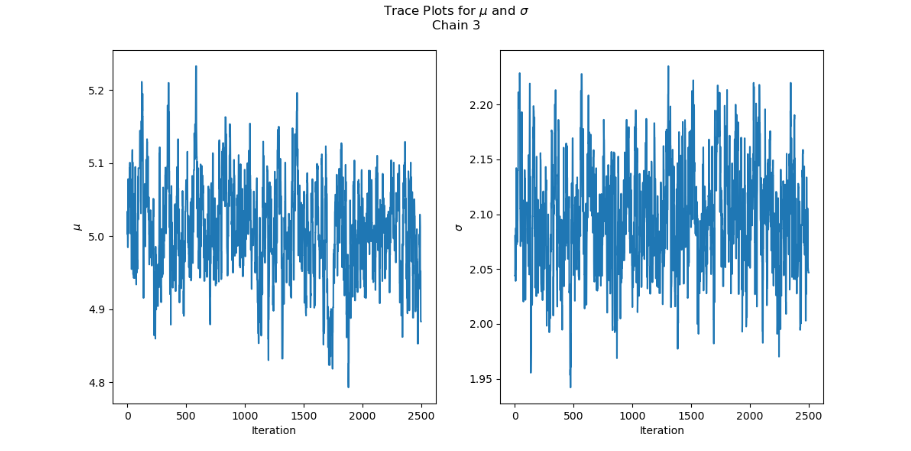 Trace Plots for μ and σ
Chain 3
5.2
5.1
5.0
4.9
4.8
μ
0 500 1000 1500 2000 2500
Iteration
2.20
2.15
2.10
2.05
2.00
1.95
σ
0 500 1000 1500 2000 2500
Iteration